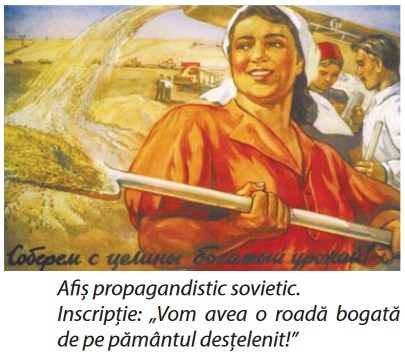 Соберем с целины богатый урожай!
Afiş propagandistic sovietic.
Inscripţie: „Vom avea o roadă bogată
de pe pământul desţelenit!”